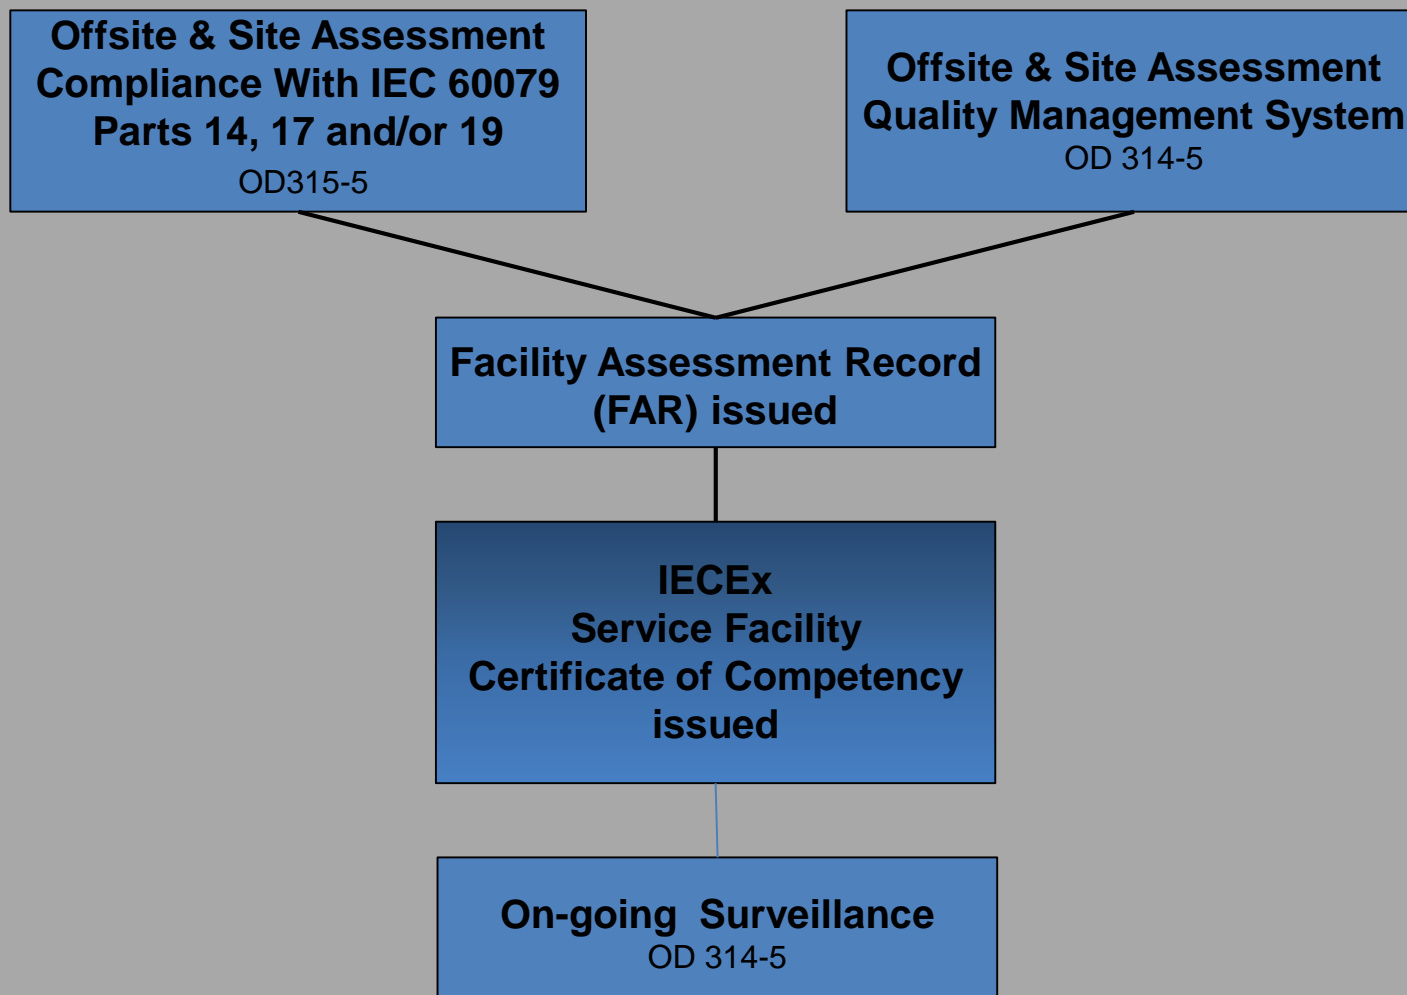 Offsite & Site Assessment
Compliance With IEC 60079
Parts 14, 17 and/or 19
OD315-5
Offsite & Site Assessment
Quality Management System
OD 314-5
Facility Assessment Record
(FAR) issued
IECEx
Service Facility
Certificate of Competency
issued
On-going Surveillance
OD 314-5